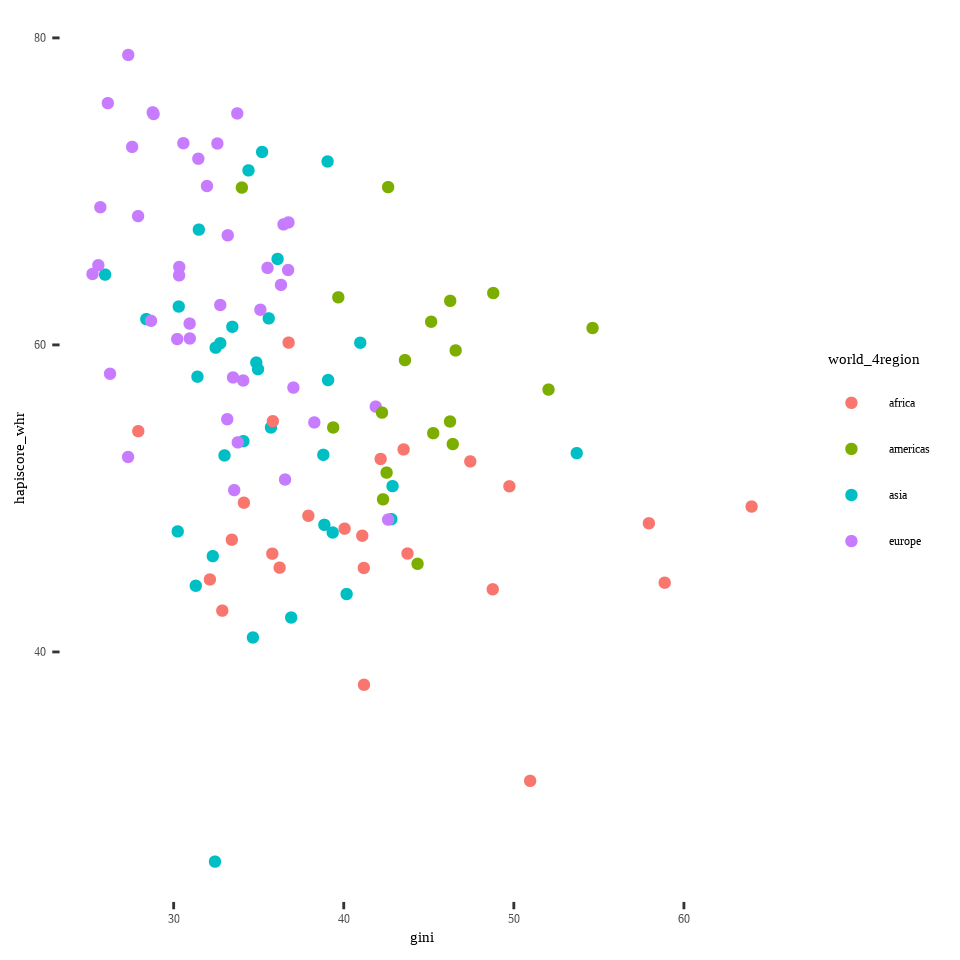 80
60
40
hapiscore_whr
30 40 50 60
gini
world_4region
africa
americas
asia
europe